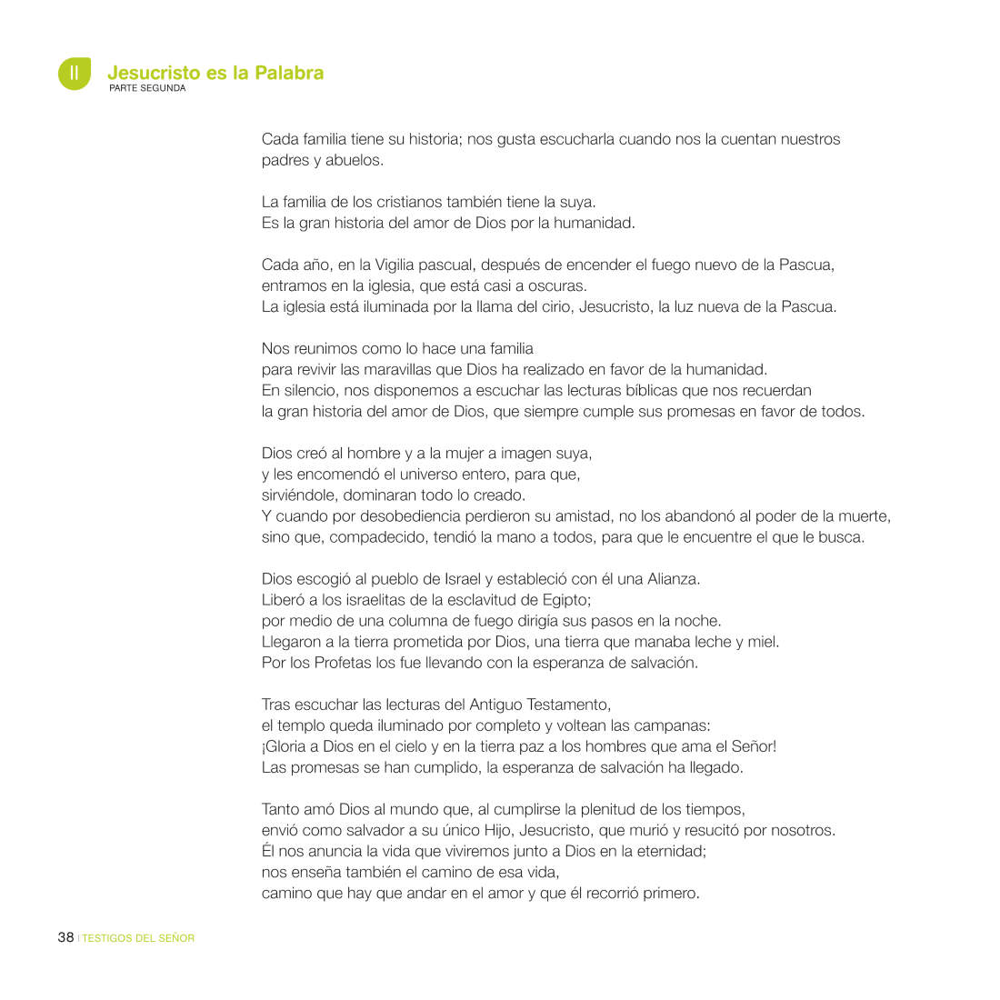 II
Jesucristo es la Palabra
PARTE SEGUNDA
Cada familia tiene su historia; nos gusta escucharla cuando nos la cuentan nuestros
padres y abuelos.
La familia de los cristianos también tiene la suya.
Es la gran historia del amor de Dios por la humanidad.
Cada año, en la Vigilia pascual, después de encender el fuego nuevo de la Pascua,
entramos en la iglesia, que está casi a oscuras.
La iglesia está iluminada por la llama del cirio, Jesucristo, la luz nueva de la Pascua.
Nos reunimos como lo hace una familia
para revivir las maravillas que Dios ha realizado en favor de la humanidad.
En silencio, nos disponemos a escuchar las lecturas bíblicas que nos recuerdan
la gran historia del amor de Dios, que siempre cumple sus promesas en favor de todos.
Dios creó al hombre y a la mujer a imagen suya,
y les encomendó el universo entero, para que,
sirviéndole, dominaran todo lo creado.
Y cuando por desobediencia perdieron su amistad, no los abandonó al poder de la muerte,
sino que, compadecido, tendió la mano a todos, para que le encuentre el que le busca.
Dios escogió al pueblo de Israel y estableció con él una Alianza.
Liberó a los israelitas de la esclavitud de Egipto;
por medio de una columna de fuego dirigía sus pasos en la noche.
Llegaron a la tierra prometida por Dios, una tierra que manaba leche y miel.
Por los Profetas los fue llevando con la esperanza de salvación.
Tras escuchar las lecturas del Antiguo Testamento,
el templo queda iluminado por completo y voltean las campanas:
¡Gloria a Dios en el cielo y en la tierra paz a los hombres que ama el Señor!
Las promesas se han cumplido, la esperanza de salvación ha llegado.
Tanto amó Dios al mundo que, al cumplirse la plenitud de los tiempos,
envió como salvador a su único Hijo, Jesucristo, que murió y resucitó por nosotros.
Él nos anuncia la vida que viviremos junto a Dios en la eternidad;
nos enseña también el camino de esa vida,
camino que hay que andar en el amor y que él recorrió primero.
38 | TESTIGOS DEL SEÑOR